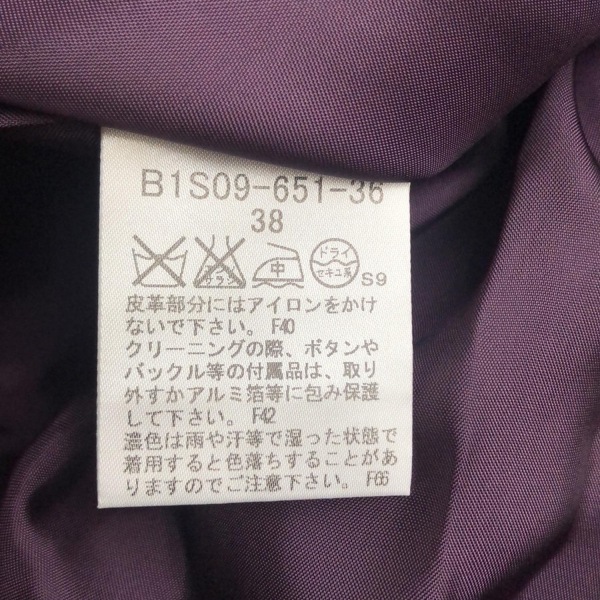 B1S09-651-36
38
エンソ サラシ 中 ドライ セキユ系 S9
皮革部分にはアイロンをかけ
ないで下さい。F40
クリーニングの際、ボタンや
バックル等の付属品は、取り
外すかアルミ箔等に包み保護
して下さい。F42
濃色は雨や汗等で湿った状態で
着用すると色落ちすることがあ
りますのでご注意下さい。F66